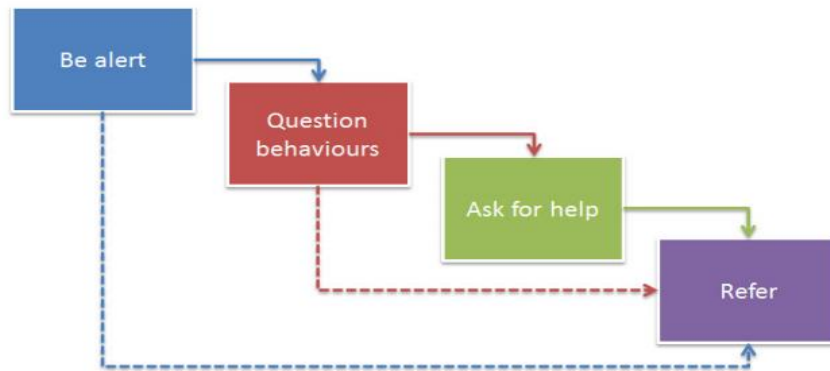 Be alert
Question
behaviours
Ask for help
Refer